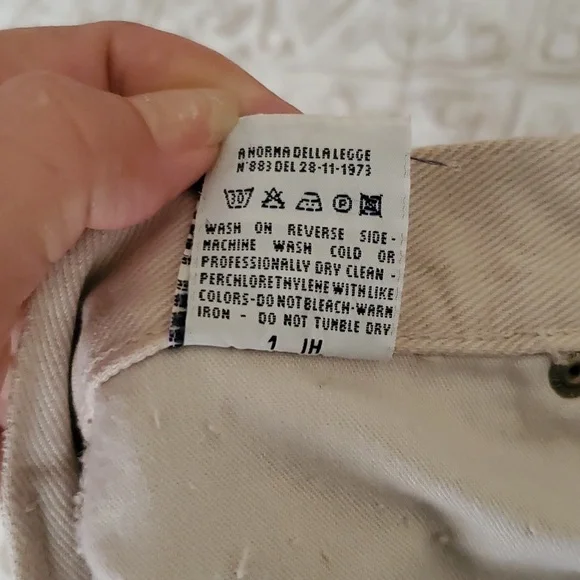 A NORMA DELLA LEGGE
N°883 DEL 28-11-1973
30° P
WASH ON REVERSE SIDE-
MACHINE WASH COLD OR
PROFESSIONALLY DRY CLEAN-
PERCHLORETHYLENE WITH LIKE
COLORS-DO NOT BLEACH-WARM
IRON - DO NOT TUMBLE DRY
1 IH